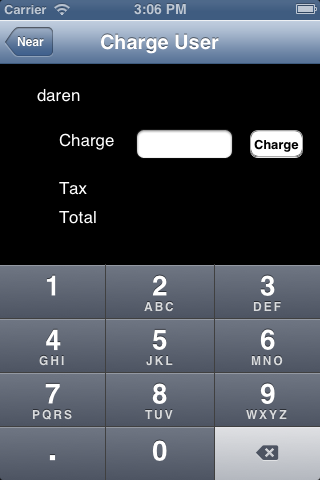 Carrier 3:06 PM
Near Charge User
daren
Charge Charge
Tax
Total
1 2 3
ABC DEF
4 5 6
GHI JKL MNO
7 8 9
PQRS TUV WXYZ
. 0